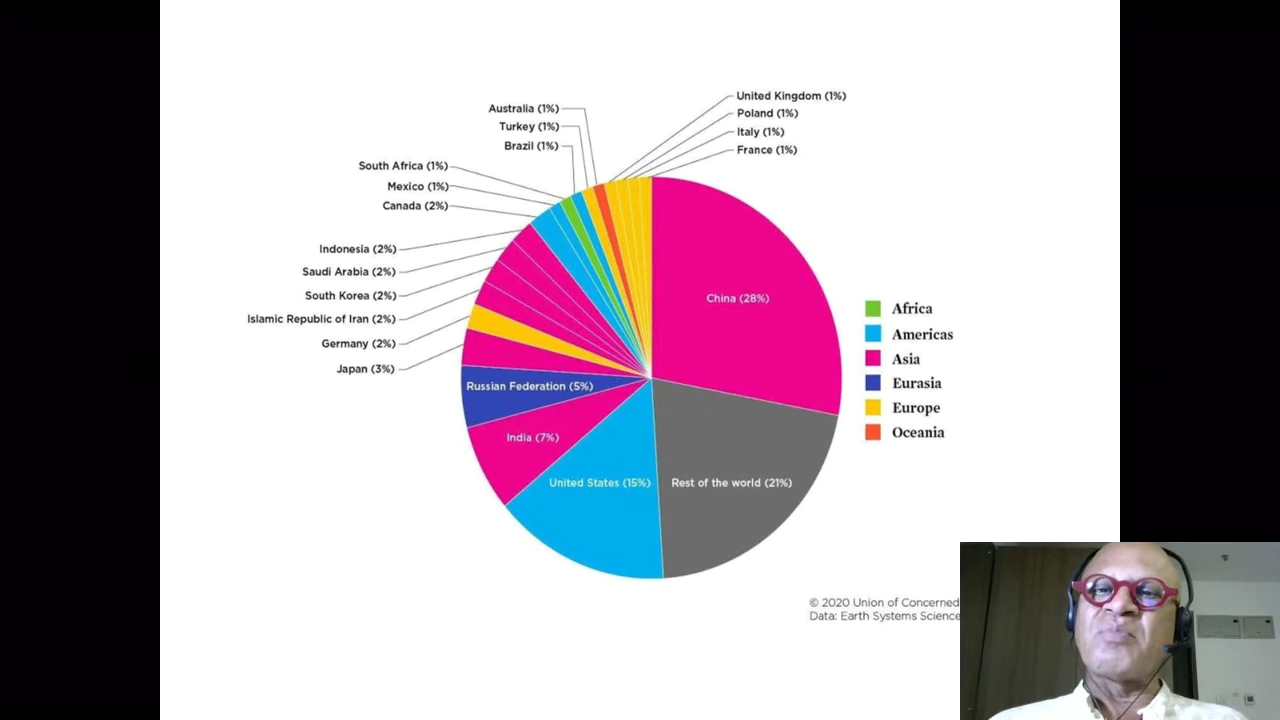 United Kingdom (1%)
Poland (1%)
Italy (1%)
France (1%)
Australia (1%)
Turkey (1%)
Brazil (1%)
South Africa (1%)
Mexico (1%)
Canada (2%)
Indonesia (2%)
Saudi Arabia (2%)
South Korea (2%)
Islamic Republic of Iran (2%)
Germany (2%)
Japan (3%)
Russian Federation (5%)
India (7%)
United States (15%)
Rest of the world (21%)
China (28%)
Africa
Americas
Asia
Eurasia
Europe
Oceania
© 2020 Union of Concerned
Data: Earth Systems Science